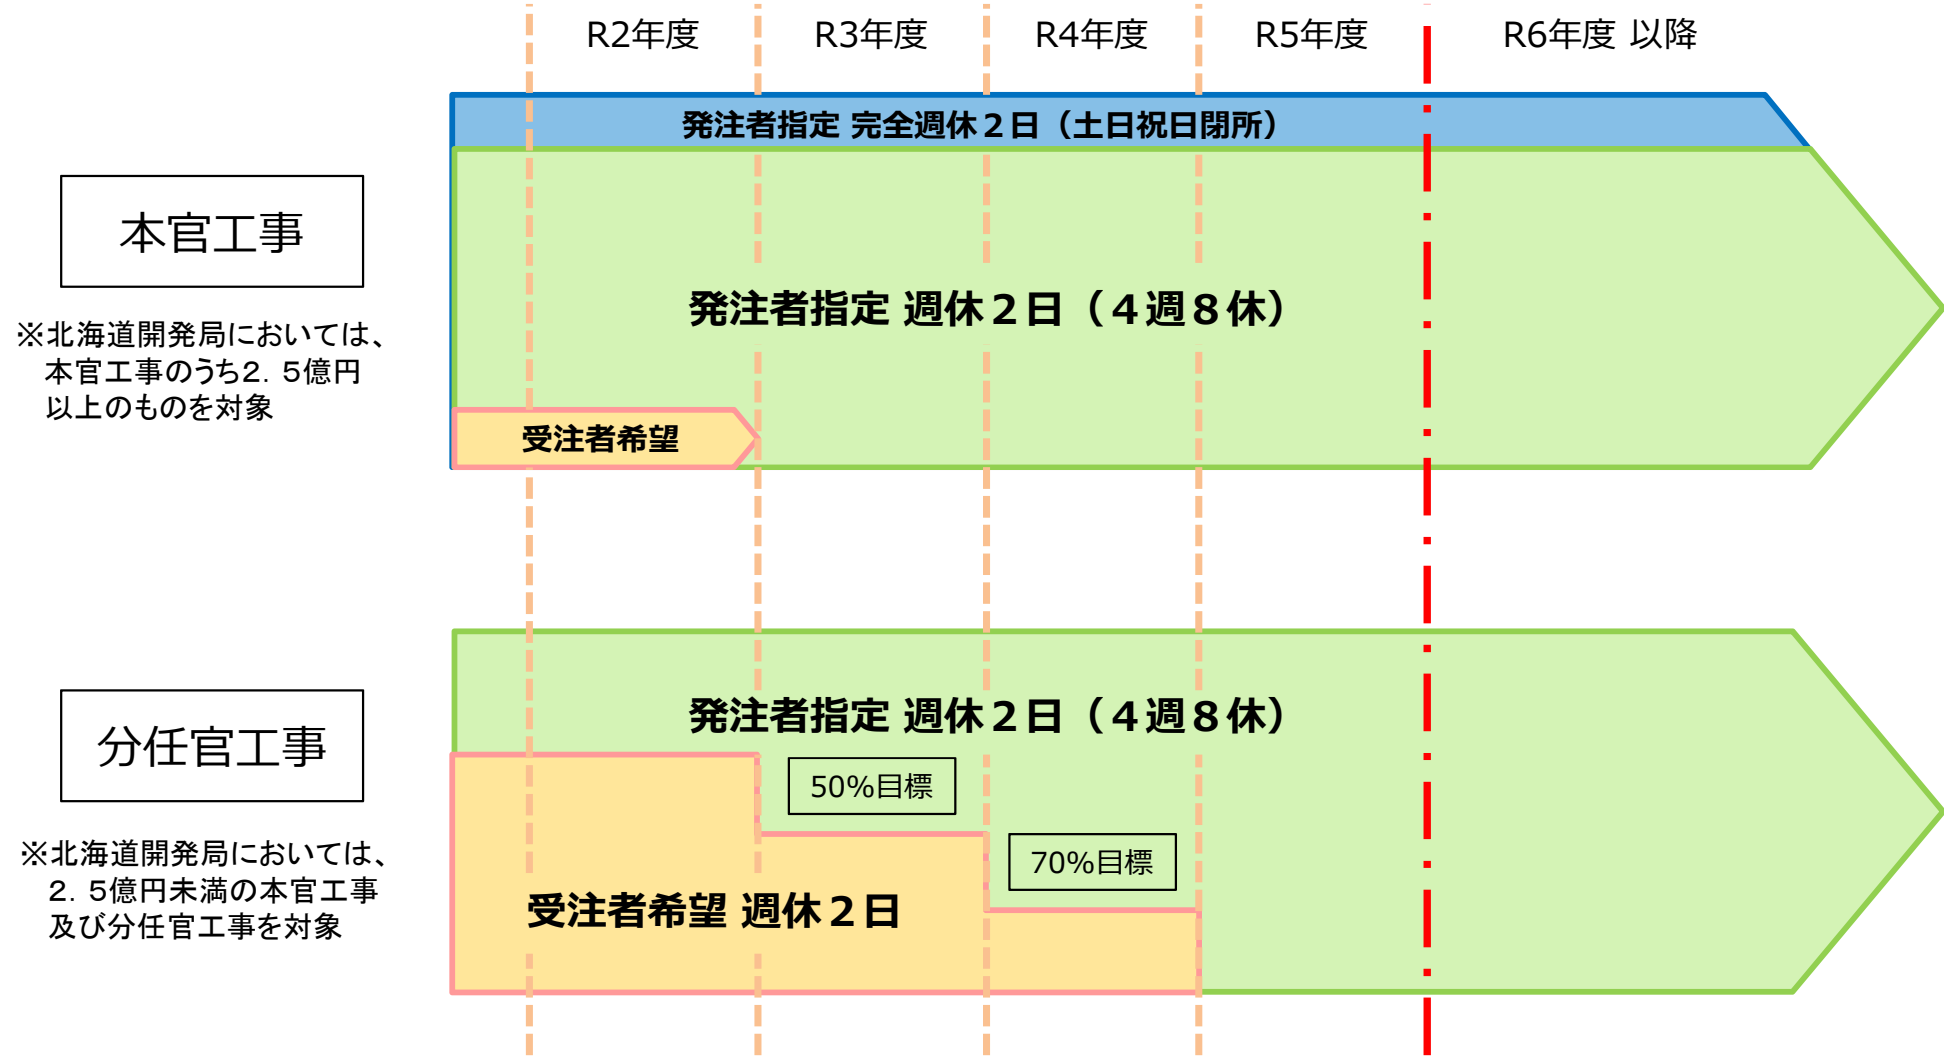 R2年度
R3年度
R4年度
R5年度
R6年度 以降
発注者指定 完全週休２日（土日祝日閉所）
本官工事
※北海道開発局においては、
本官工事のうち２．５億円
以上のものを対象
発注者指定 週休２日（４週８休）
受注者希望
発注者指定 週休２日（４週８休）
分任官工事
50%目標
70%目標
※北海道開発局においては、
２．５億円未満の本官工事
及び分任官工事を対象
受注者希望 週休２日